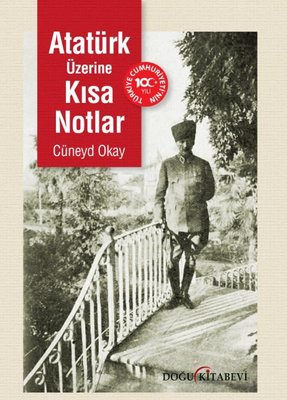 Atatürk
Üzerine
Kısa
Notlar
Cüneyd Okay
TÜRKİYE CUMHURİYETİ'NİN
100
YILI
DOĞU KİTABEVİ